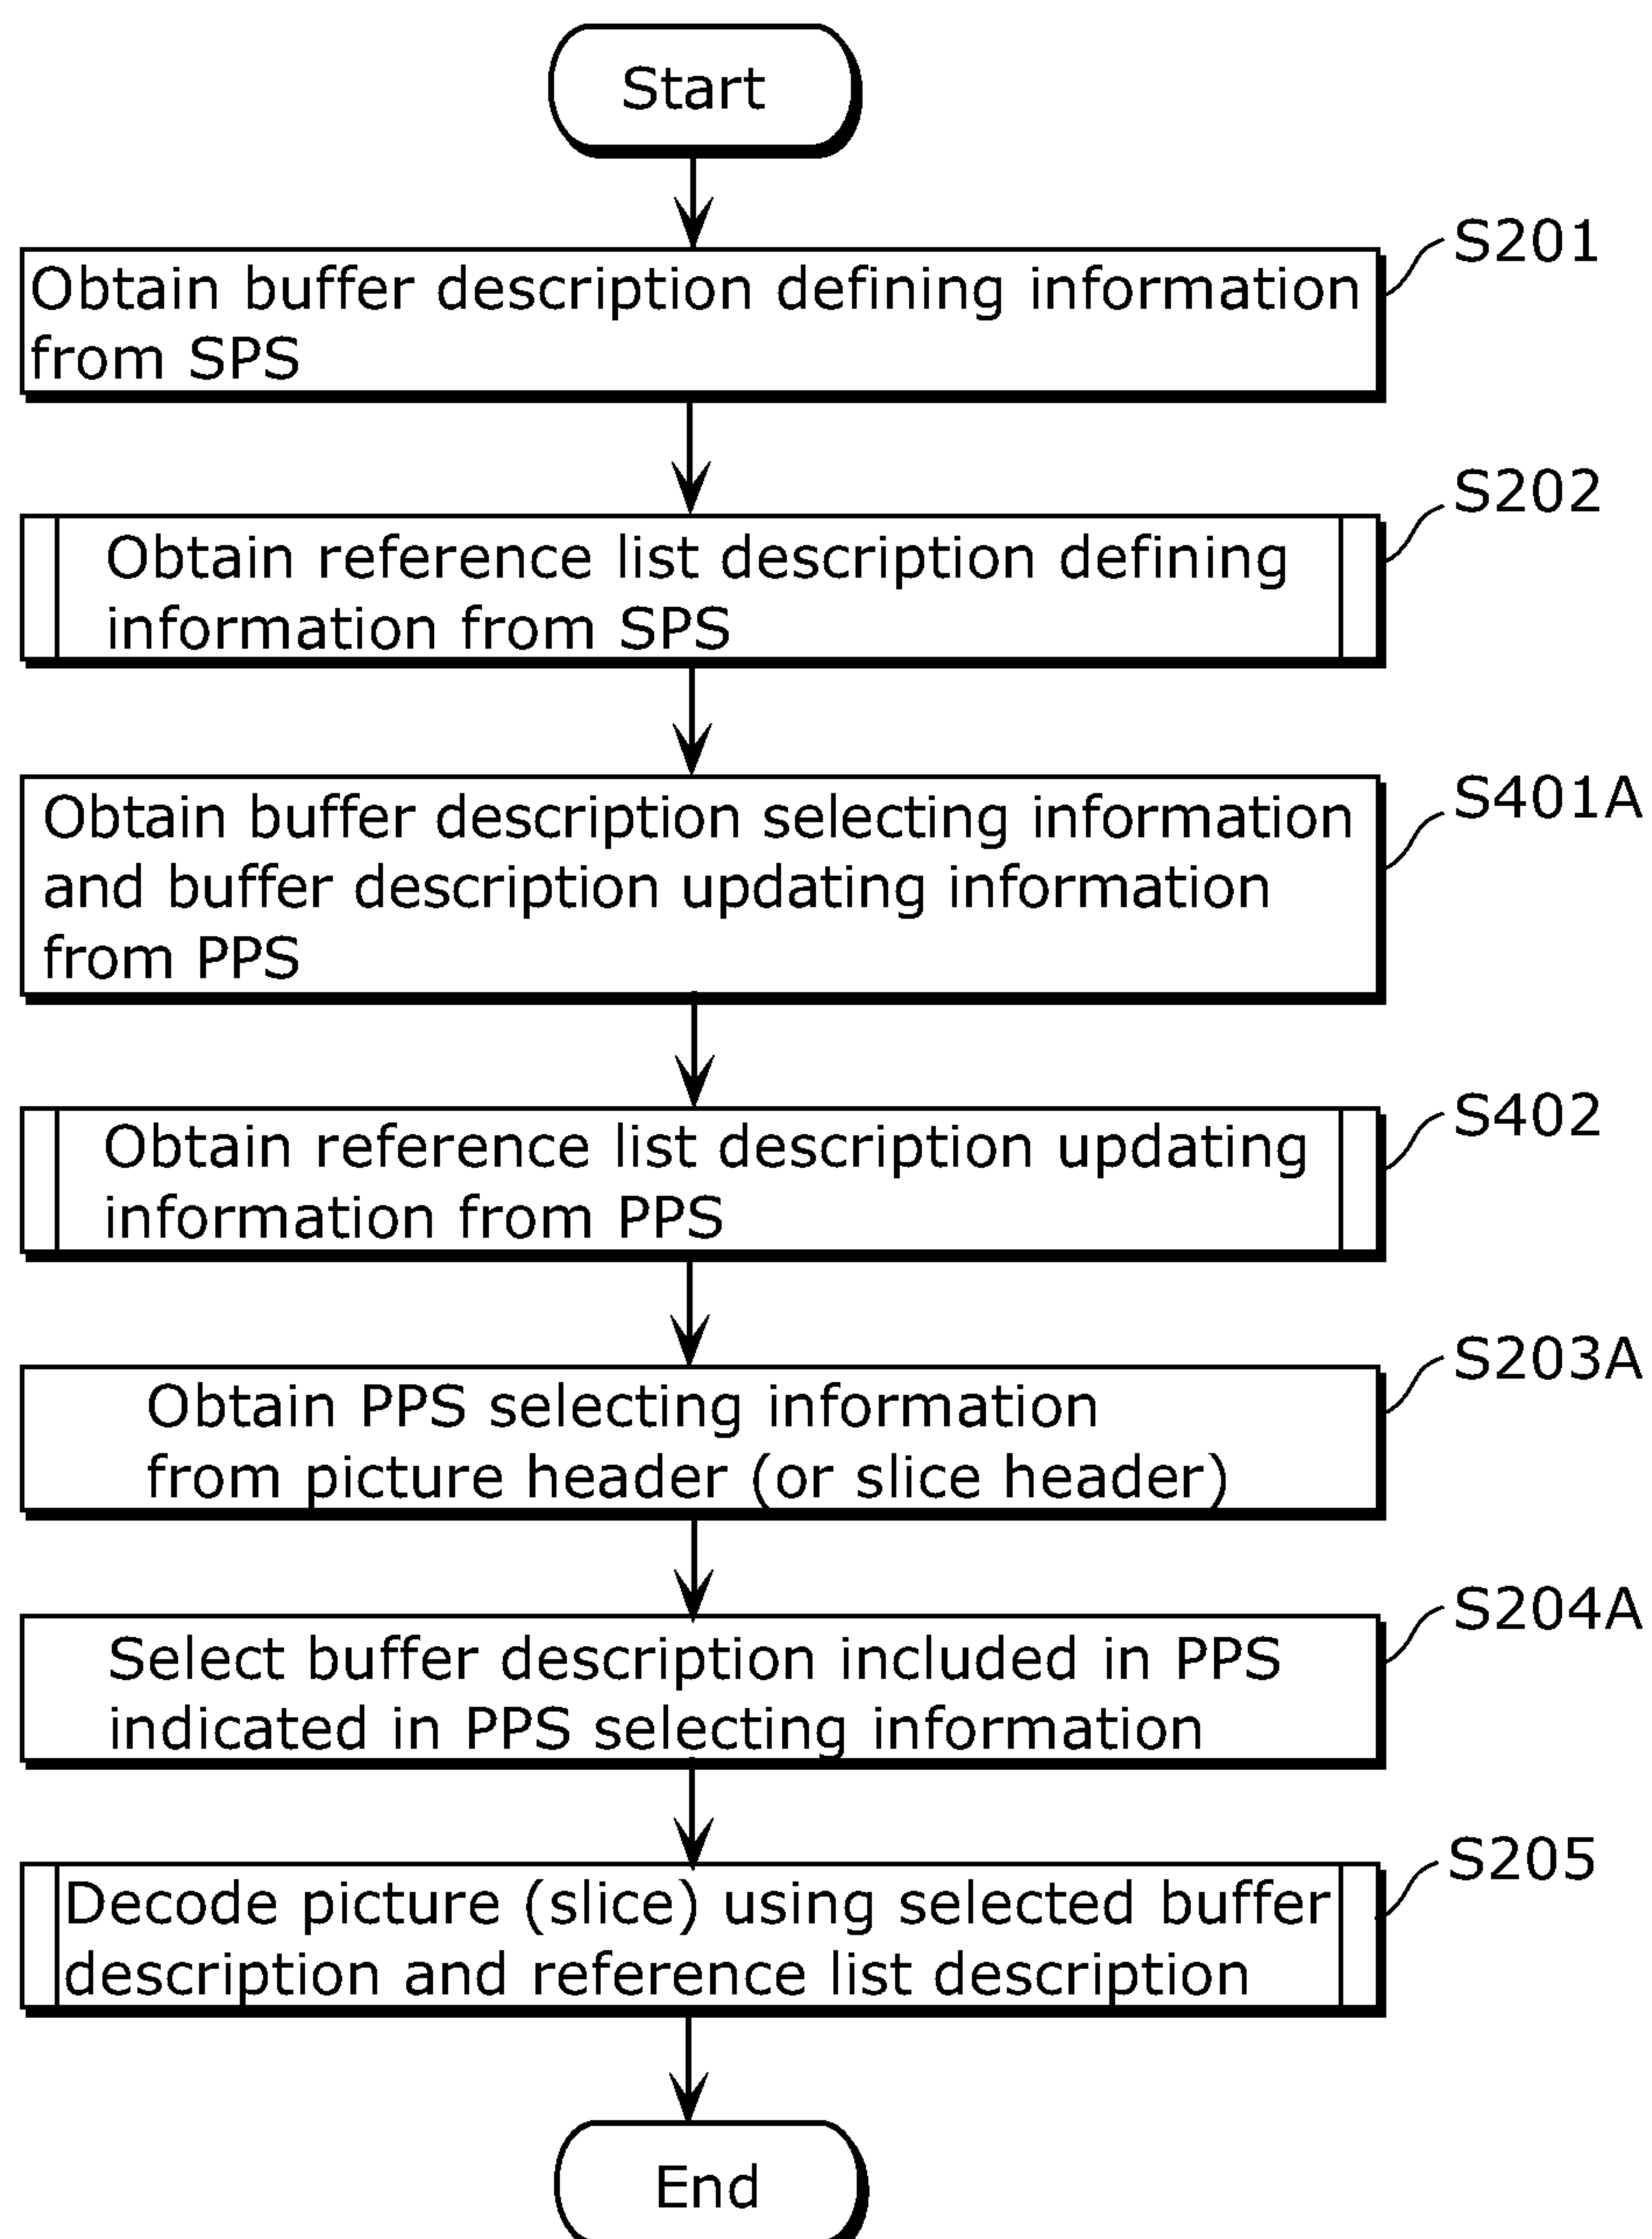 Start
S201
Obtain buffer description defining information
from SPS
S202
Obtain reference list description defining
information from SPS
S401A
Obtain buffer description selecting information
and buffer description updating information
from PPS
S402
Obtain reference list description updating
information from PPS
S203A
Obtain PPS selecting information
from picture header (or slice header)
S204A
Select buffer description included in PPS
indicated in PPS selecting information
S205
Decode picture (slice) using selected buffer
description and reference list description
End